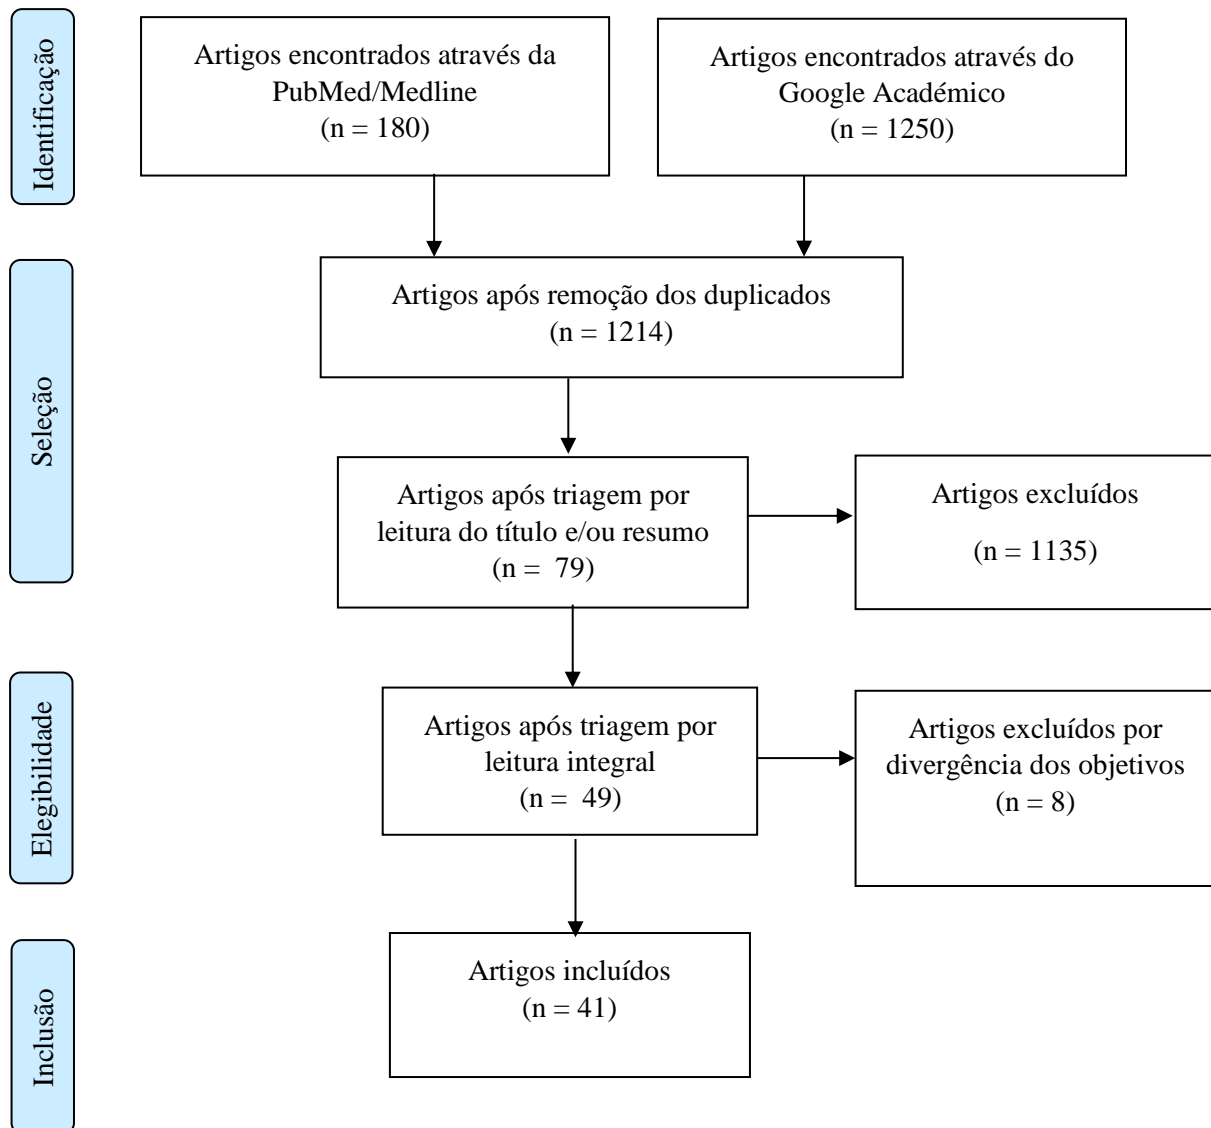 Identificação
Artigos encontrados através da
PubMed/Medline
(n = 180)
Artigos encontrados através do
Google Académico
(n = 1250)
Seleção
Artigos após remoção dos duplicados
(n = 1214)
Artigos após triagem por
leitura do título e/ou resumo
(n = 79)
Artigos excluídos
(n = 1135)
Elegibilidade
Artigos após triagem por
leitura integral
(n = 49)
Artigos excluídos por
divergência dos objetivos
(n = 8)
Inclusão
Artigos incluídos
(n = 41)